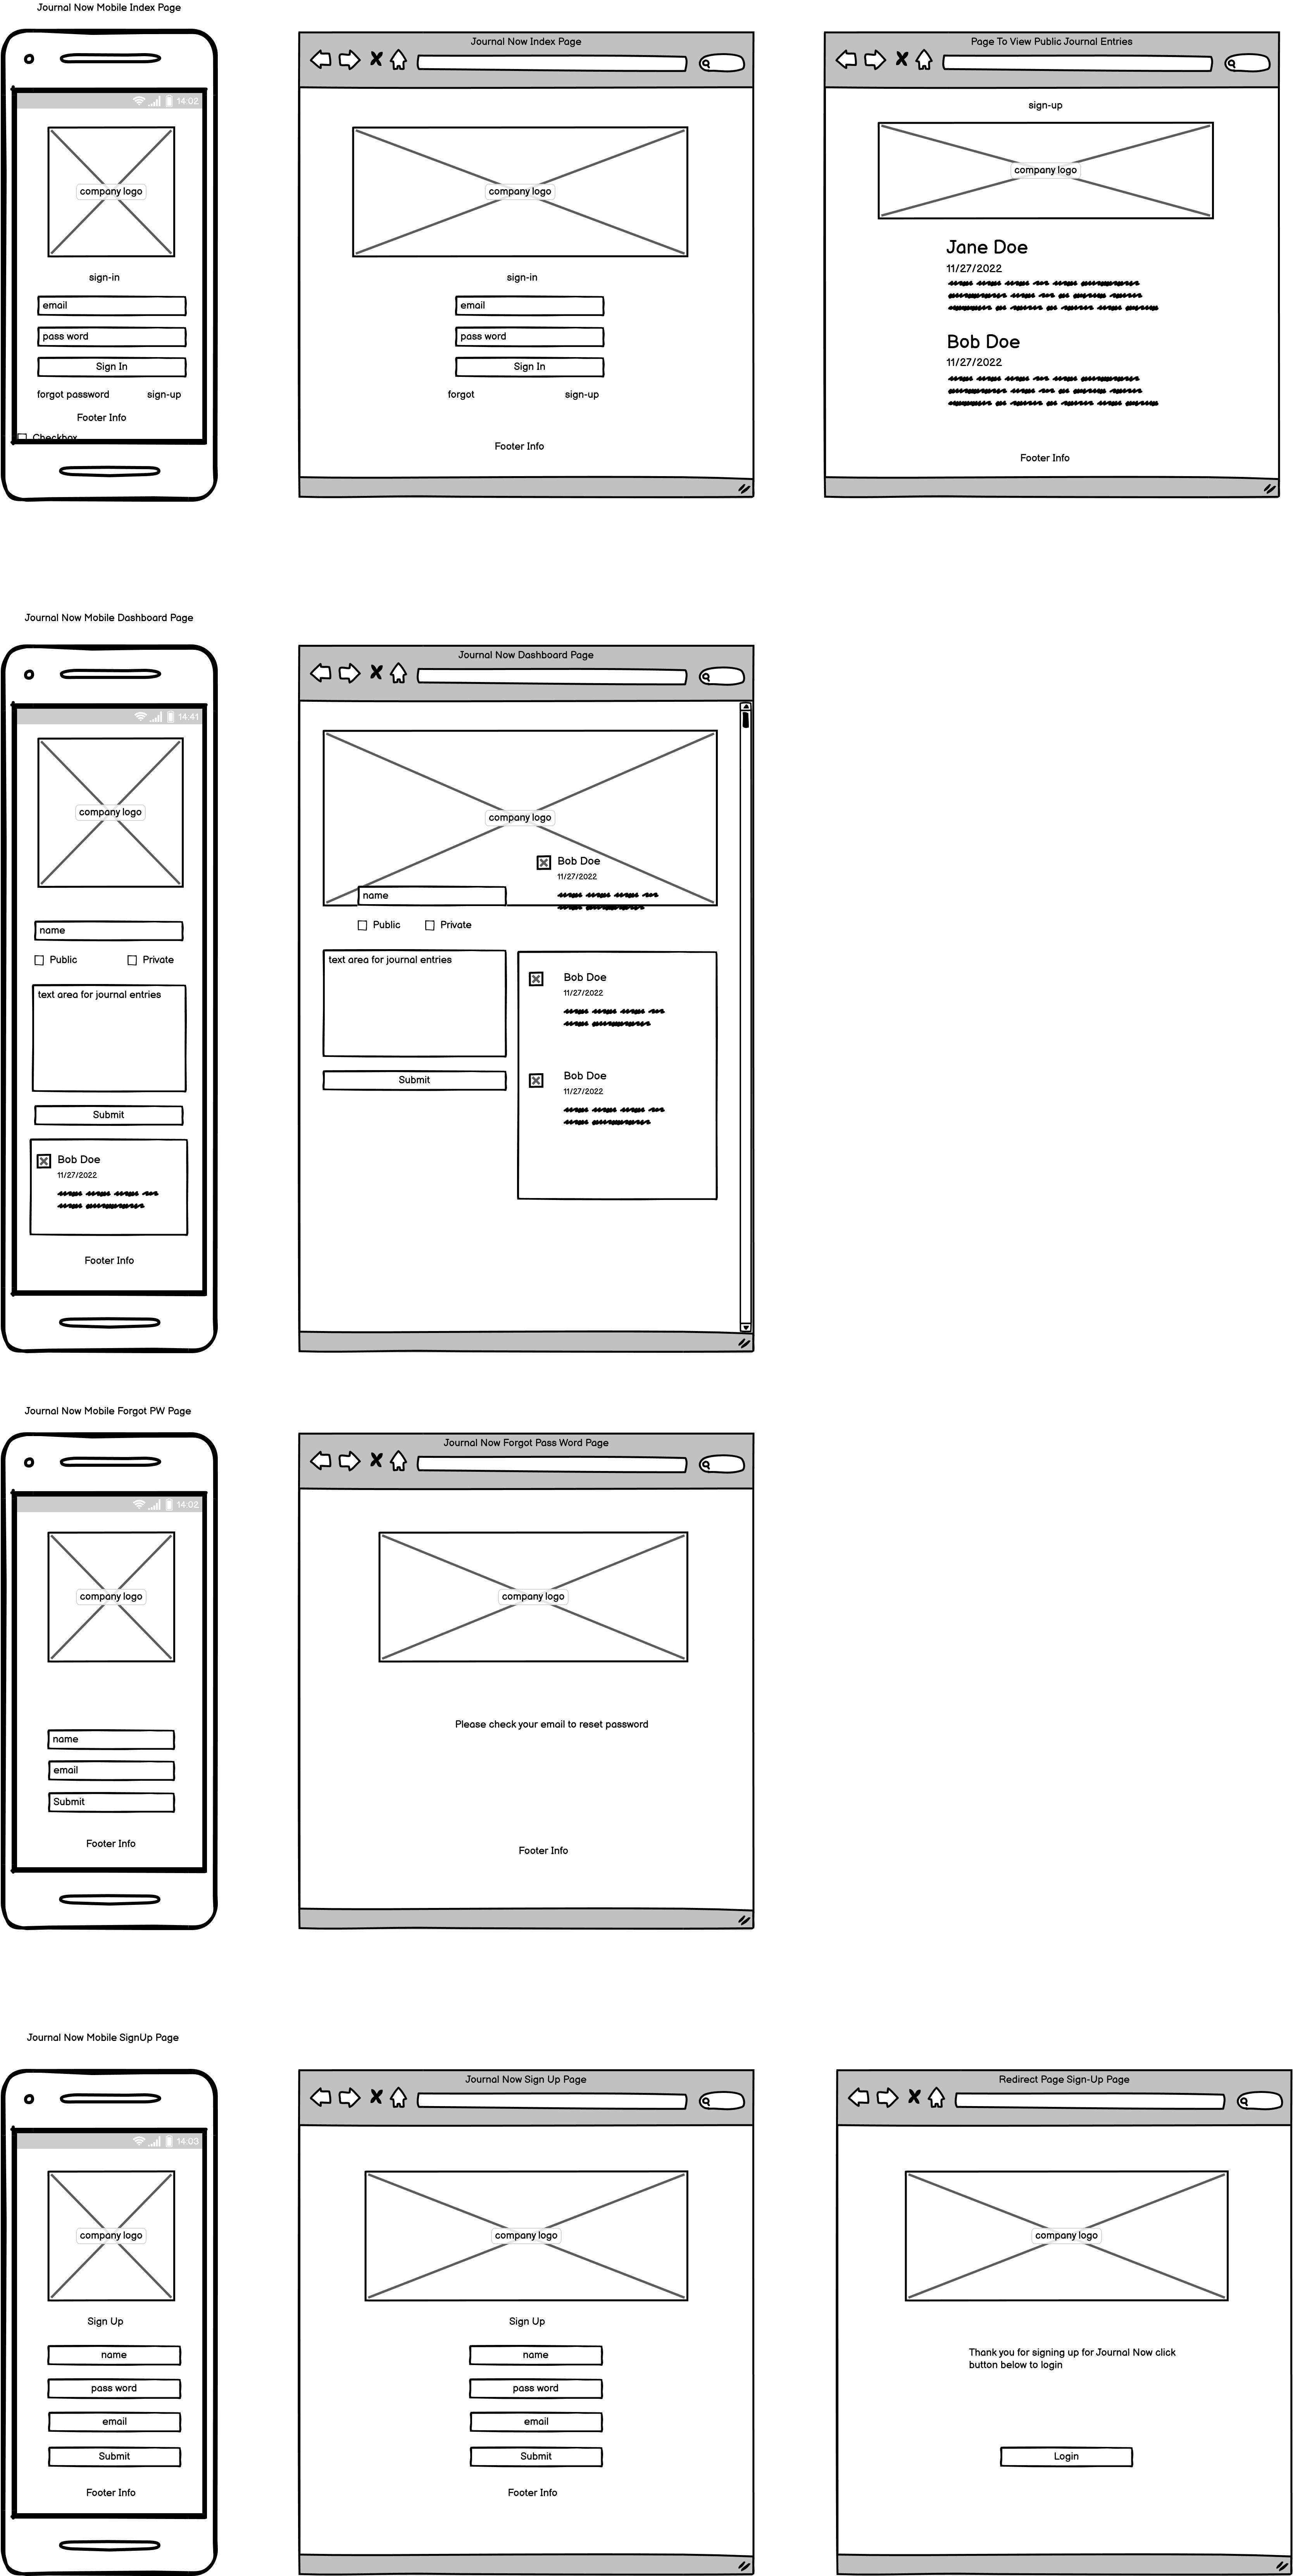 Journal Now Mobile Index Page
14:02
company logo
sign-in
email
pass word
Sign In
forgot password
sign-up
Footer Info
Checkbox
Journal Now Index Page
company logo
sign-in
email
pass word
Sign In
forgot
sign-up
Footer Info
Page To View Public Journal Entries
sign-up
company logo
Jane Doe
11/27/2022
Bob Doe
11/27/2022
Footer Info
Journal Now Mobile Dashboard Page
14:41
company logo
name
Public
Private
text area for journal entries
Submit
Bob Doe
11/27/2022
Footer Info
Journal Now Dashboard Page
company logo
Bob Doe
11/27/2022
name
Public
Private
text area for journal entries
Submit
Bob Doe
11/27/2022
Bob Doe
11/27/2022
Journal Now Mobile Forgot PW Page
14:02
company logo
name
email
Submit
Footer Info
Journal Now Forgot Pass Word Page
company logo
Please check your email to reset password
Footer Info
Journal Now Mobile SignUp Page
14:03
company logo
Sign Up
name
pass word
email
Submit
Footer Info
Journal Now Sign Up Page
company logo
Sign Up
name
pass word
email
Submit
Footer Info
Redirect Page Sign-Up Page
company logo
Thank you for signing up for Journal Now click
button below to login
Login